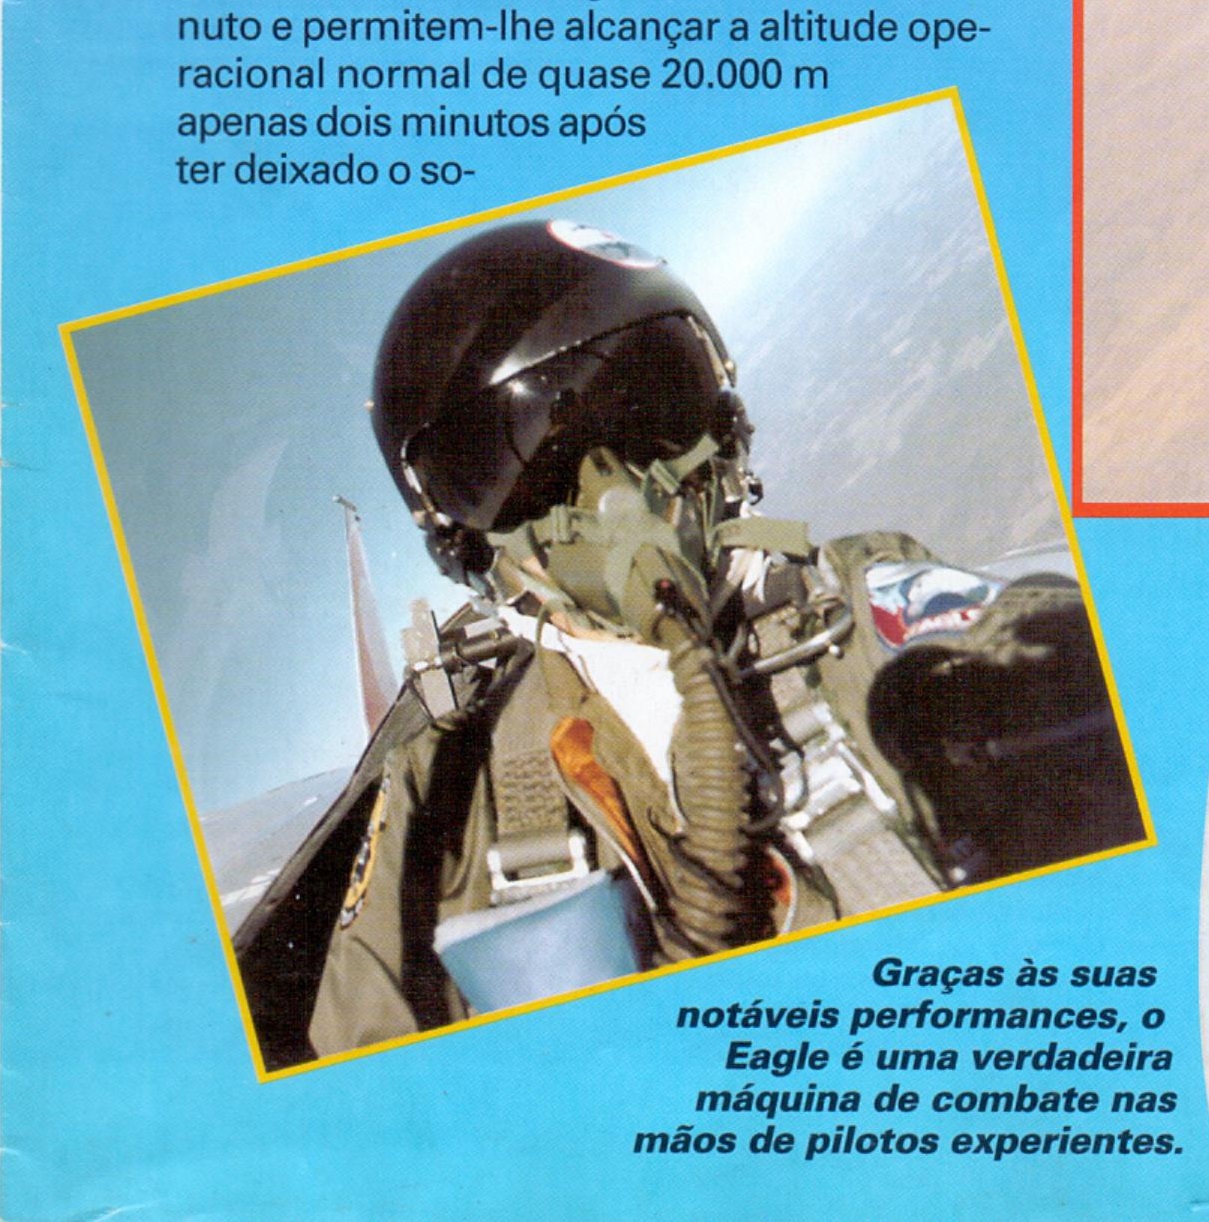 nuto e permitem-lhe alcançar a altitude ope-
racional normal de quase 20.000 m
apenas dois minutos após
ter deixado o so-
EAGLE
Graças às suas
notáveis performances, o
Eagle é uma verdadeira
máquina de combate nas
mãos de pilotos experientes.